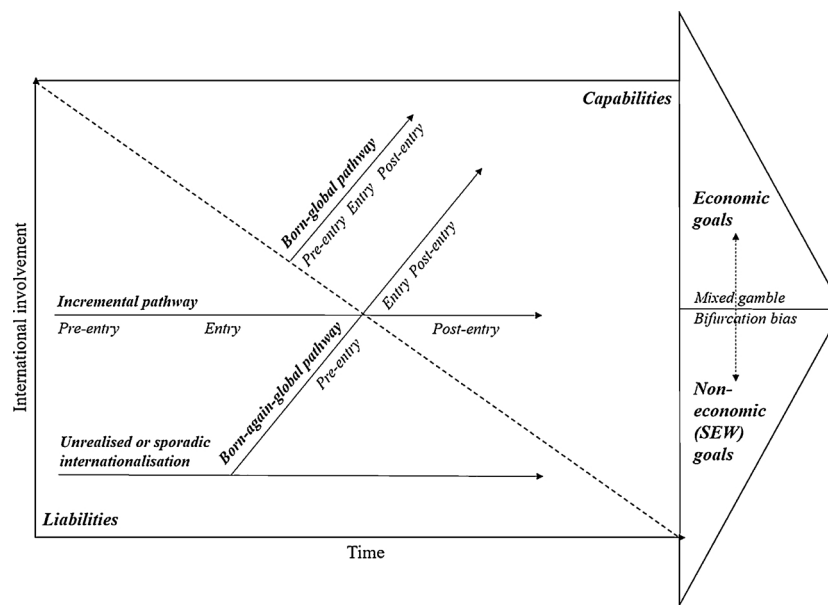 Capabilities
Born-global pathway
Pre-entry Entry Post-entry
Economic
goals
International involvement
Incremental pathway
Pre-entry
Entry
Post-entry
Entry Post-entry
Mixed gamble
Bifurcation bias
Born-again-global pathway
Pre-entry
Non-
economic
(SEW)
goals
Unrealised or sporadic
internationalisation
Liabilities
Time